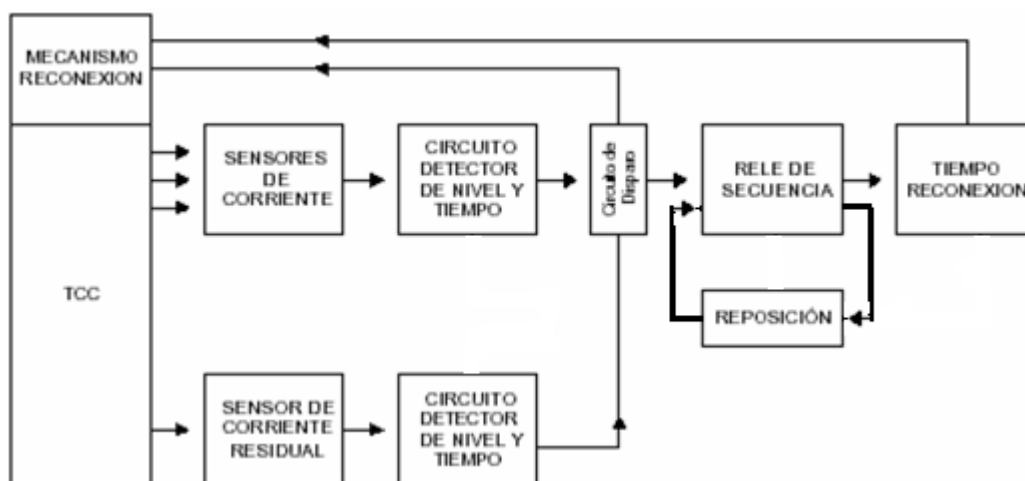 MECANISMO
RECONEXION
TCC
SENSORES
DE
CORRIENTE
CIRCUITO
DETECTOR
DE NIVEL Y
TIEMPO
Circuito de
Disparo
RELE DE
SECUENCIA
TIEMPO
RECONEXION
REPOSICIÓN
SENSOR DE
CORRIENTE
RESIDUAL
CIRCUITO
DETECTOR
DE NIVEL Y
TIEMPO